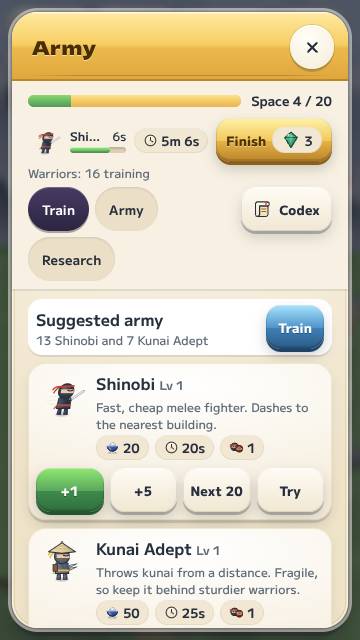 Army
Space 4 / 20
Shi... 6s
5m 6s
Finish 3
Warriors: 16 training
Train
Army
Codex
Research
Suggested army
13 Shinobi and 7 Kunai Adept
Train
Shinobi Lv 1
Fast, cheap melee fighter. Dashes to
the nearest building.
20 20s 1
+1 +5 Next 20 Try
Kunai Adept Lv 1
Throws kunai from a distance. Fragile,
so keep it behind sturdier warriors.
50 25s 1